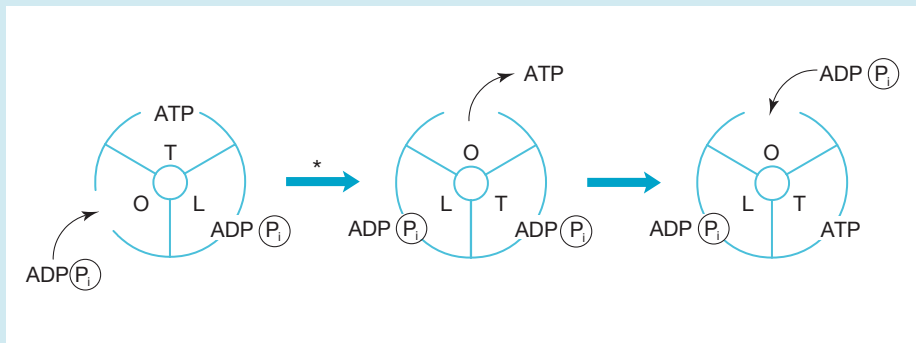 ATP
T
O L
ADP Pi
ADP Pi
*
ATP
O
L T
ADP Pi
ADP Pi
ADP Pi
O
L T
ADP Pi
ATP